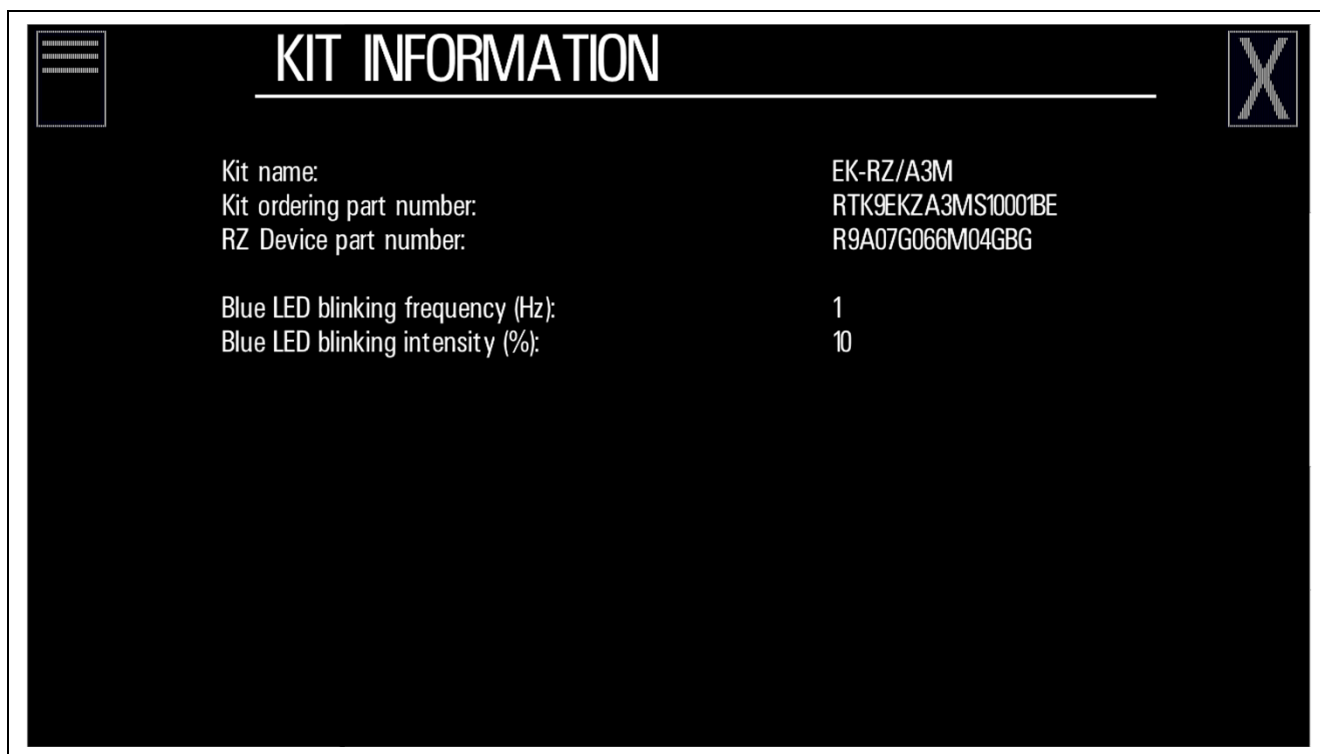 KIT INFORMATION
X
Kit name: EK-RZ/A3M
Kit ordering part number: RTK9EKZA3MS10001BE
RZ Device part number: R9A07G066M04GBG
Blue LED blinking frequency (Hz): 1
Blue LED blinking intensity (%): 10